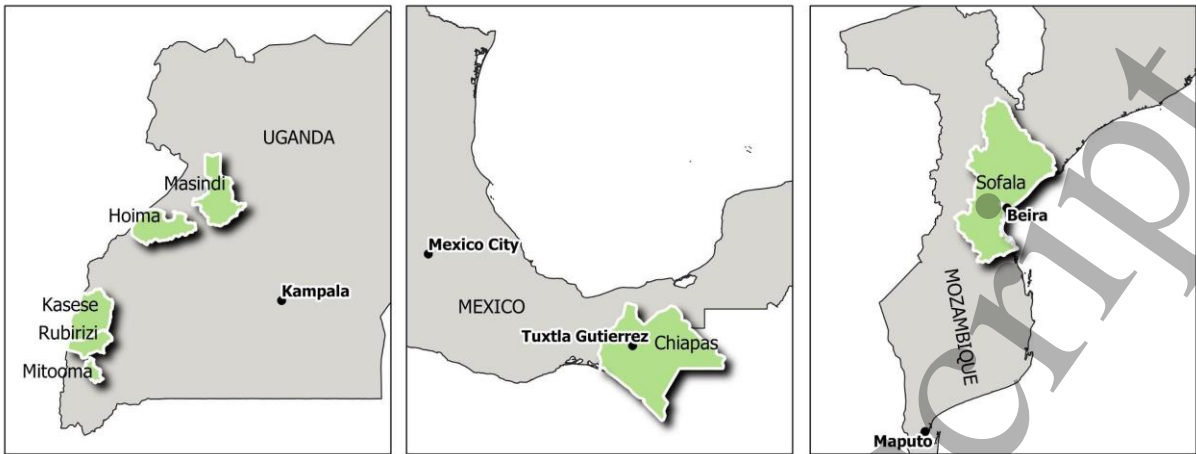 UGANDA
Masindi
Hoima
Kampala
Kasese
Rubirizi
Mitooma
Mexico City
MEXICO
Tuxtla Gutierrez
Chiapas
Sofala
Beira
MOZAMBIQUE
Maputo